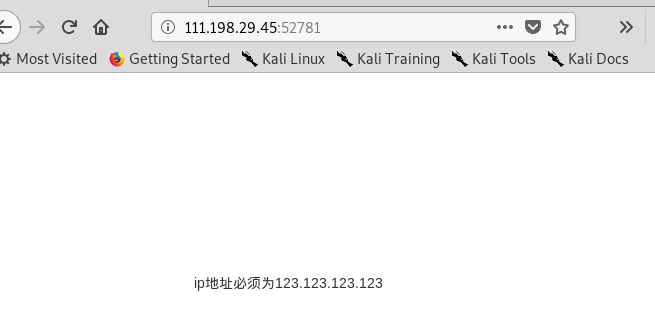 111.198.29.45:52781
Most Visited Getting Started Kali Linux Kali Training Kali Tools Kali Docs
ip地址必须为123.123.123.123